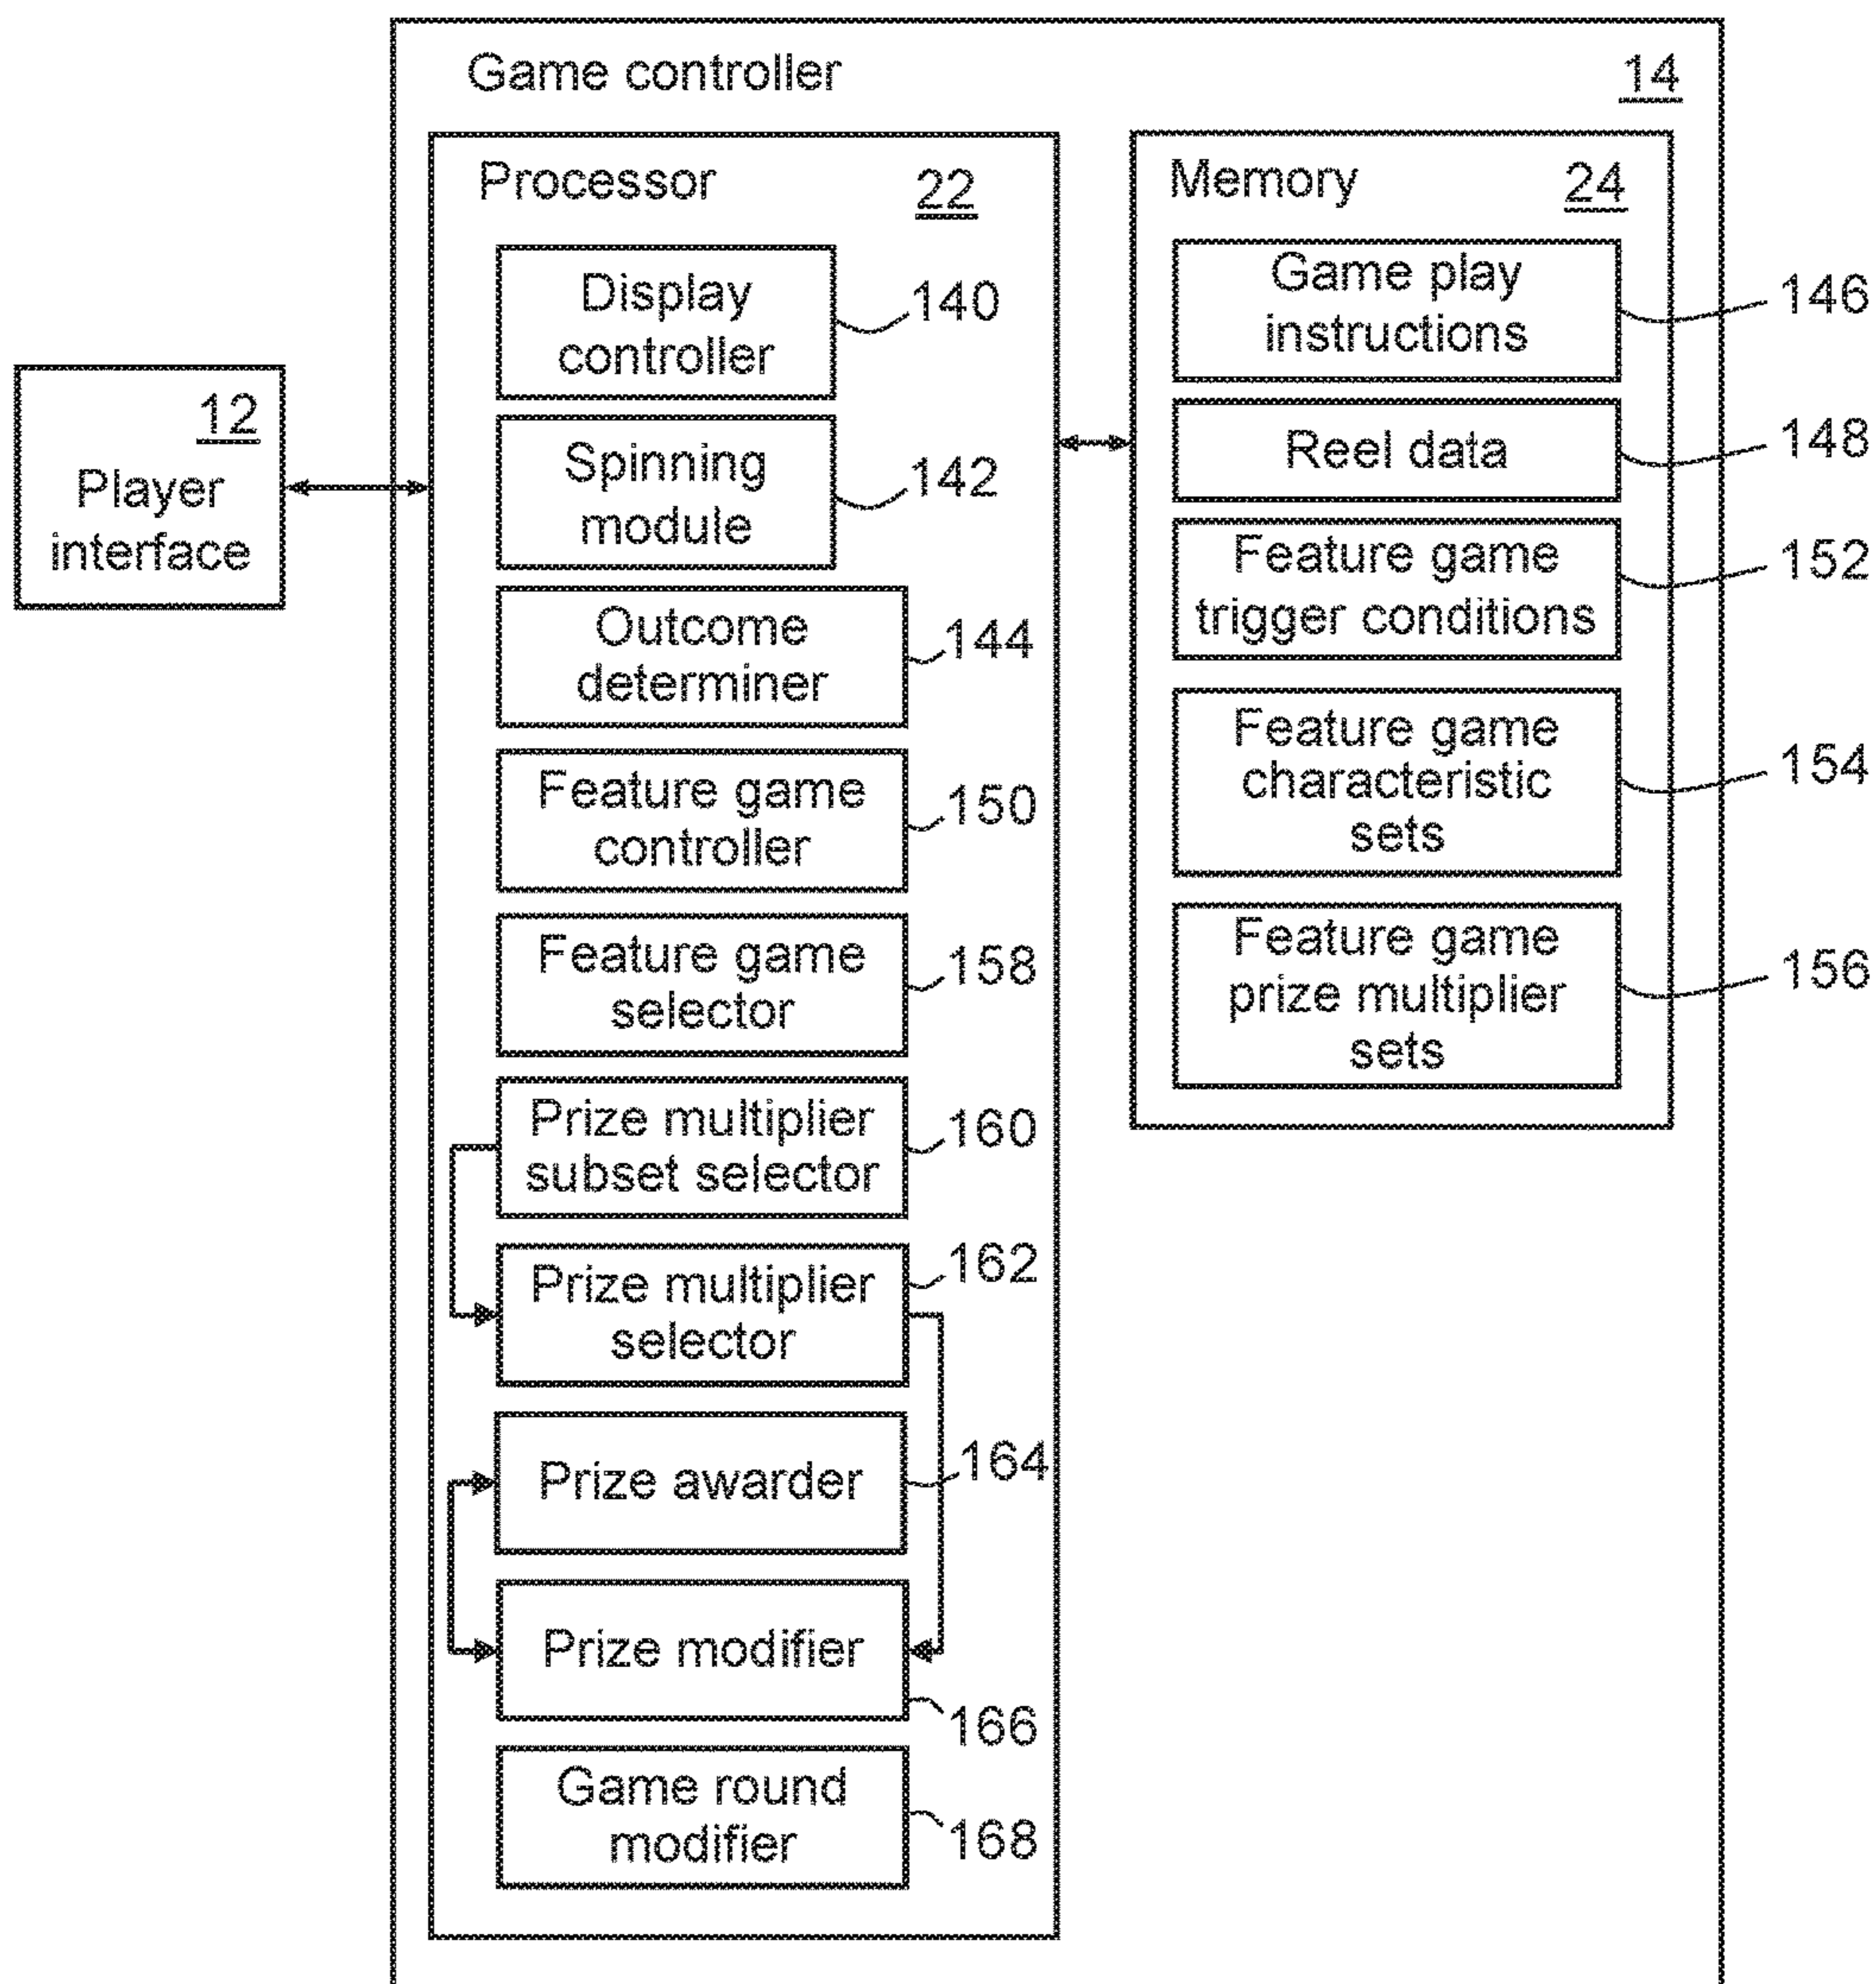 Game controller
14
Processor
22
Display
controller
140
Spinning
module
142
Outcome
determiner
144
Feature game
controller
150
Feature game
selector
158
Prize multiplier
subset selector
160
Prize multiplier
selector
162
Prize awarder
164
Prize modifier
166
Game round
modifier
168
12
Player
interface
Memory
24
Game play
instructions
146
Reel data
148
Feature game
trigger conditions
152
Feature game
characteristic
sets
154
Feature game
prize multiplier
sets
156